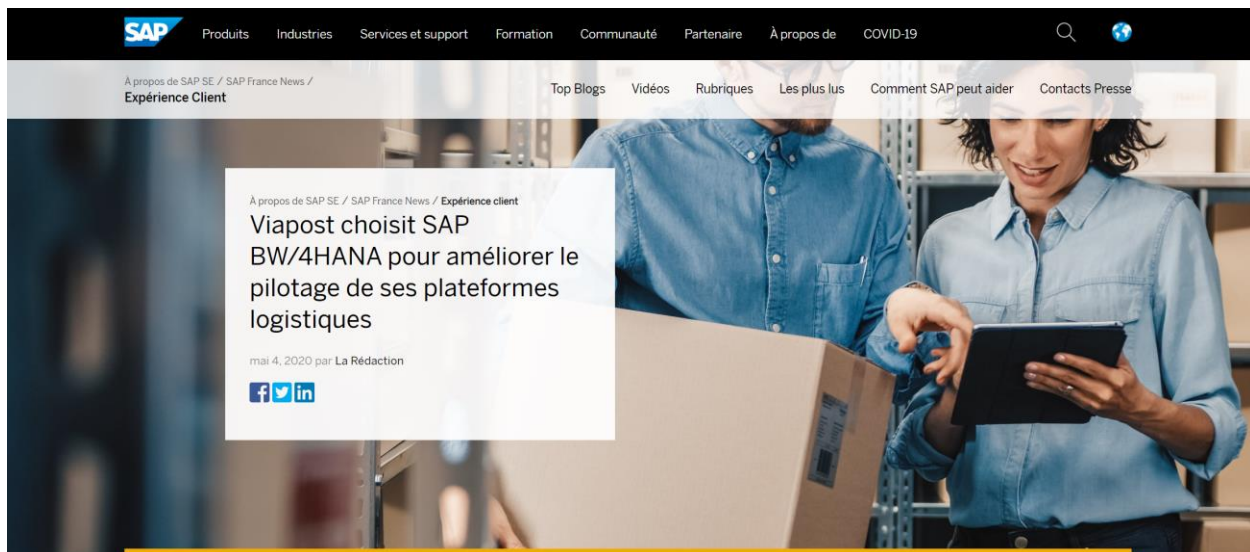 SAP Produits Industries Services et support Formation Communauté Partenaire À propos de COVID-19
À propos de SAP SE / SAP France News /
Expérience Client
Top Blogs Vidéos Rubriques Les plus lus Comment SAP peut aider Contacts Presse
À propos de SAP SE / SAP France News / Expérience client
Viapost choisit SAP
BW/4HANA pour améliorer le
pilotage de ses plateformes
logistiques
mai 4, 2020 par La Rédaction